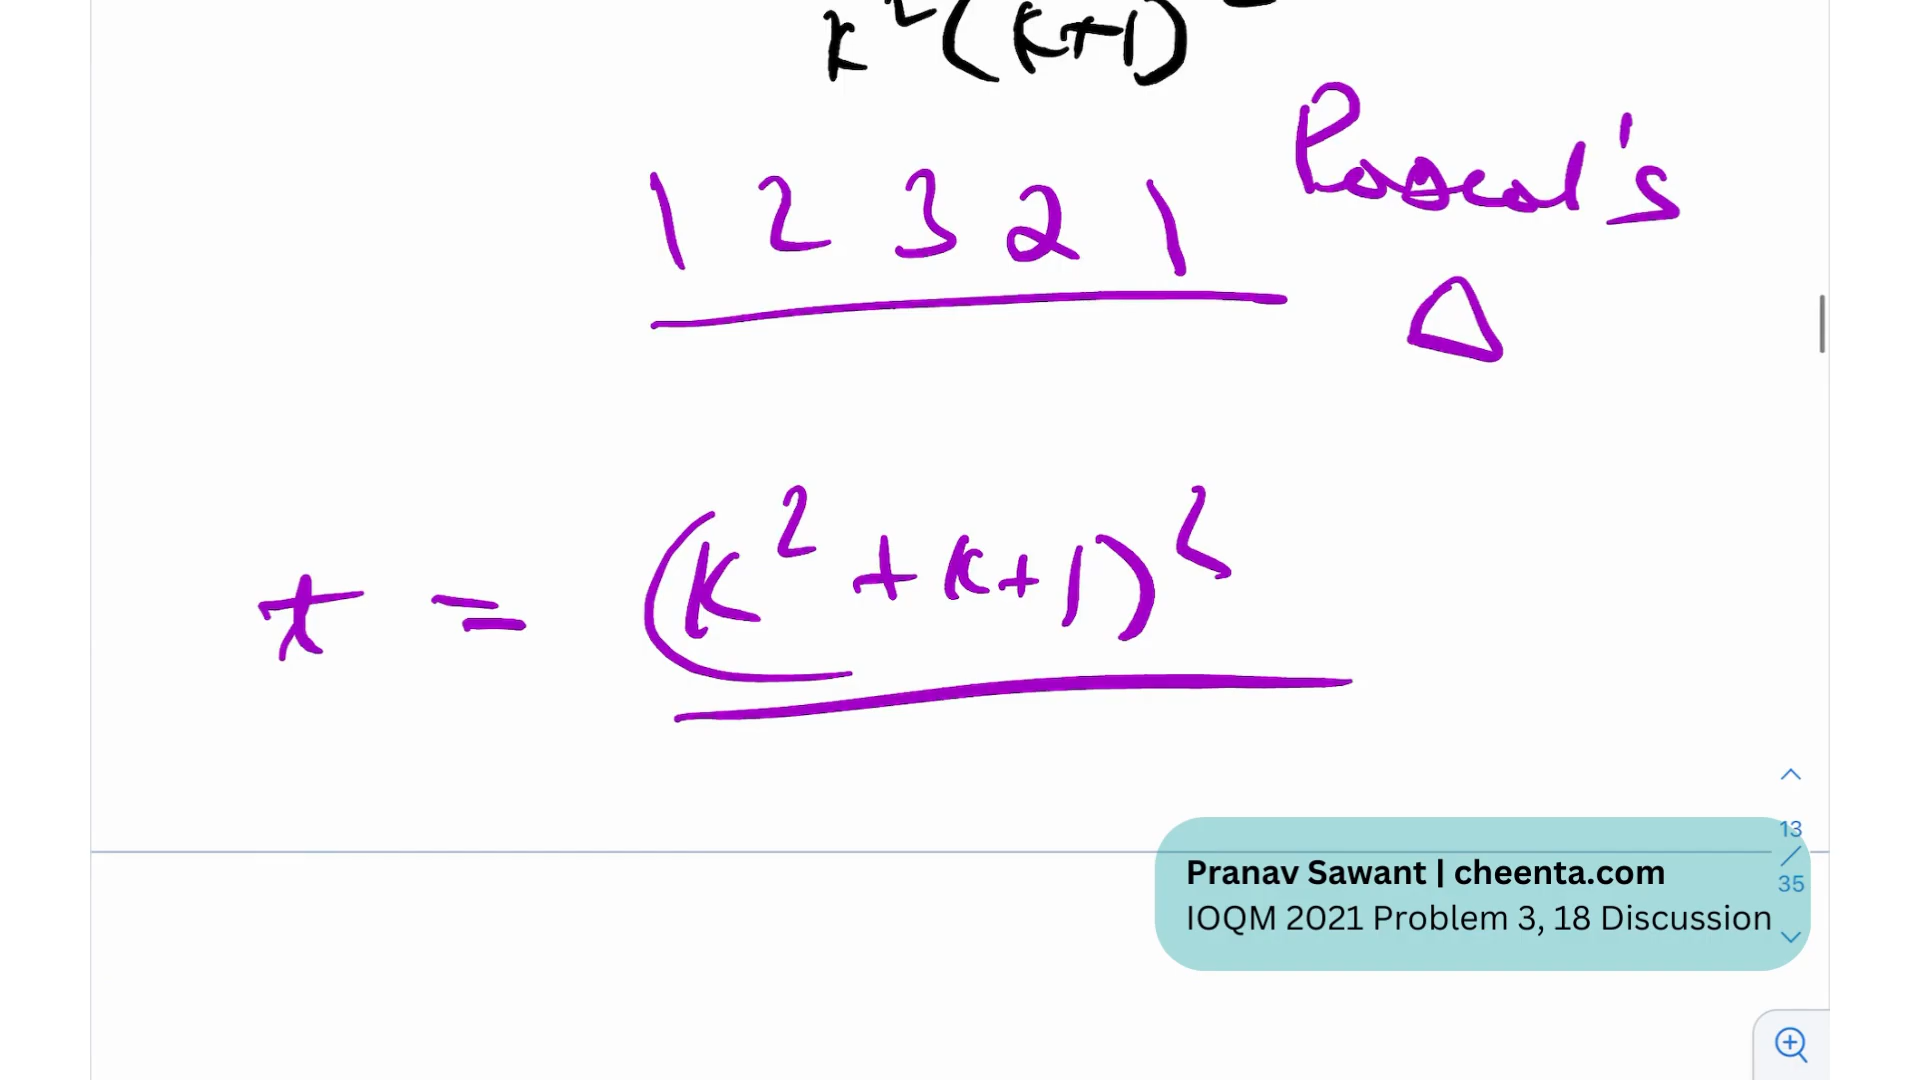 k²(k+1)
Pascal's
1 2 3 2 1
Δ
t = (k² + k + 1)²
13
/
35
Pranav Sawant | cheenta.com
IOQM 2021 Problem 3, 18 Discussion